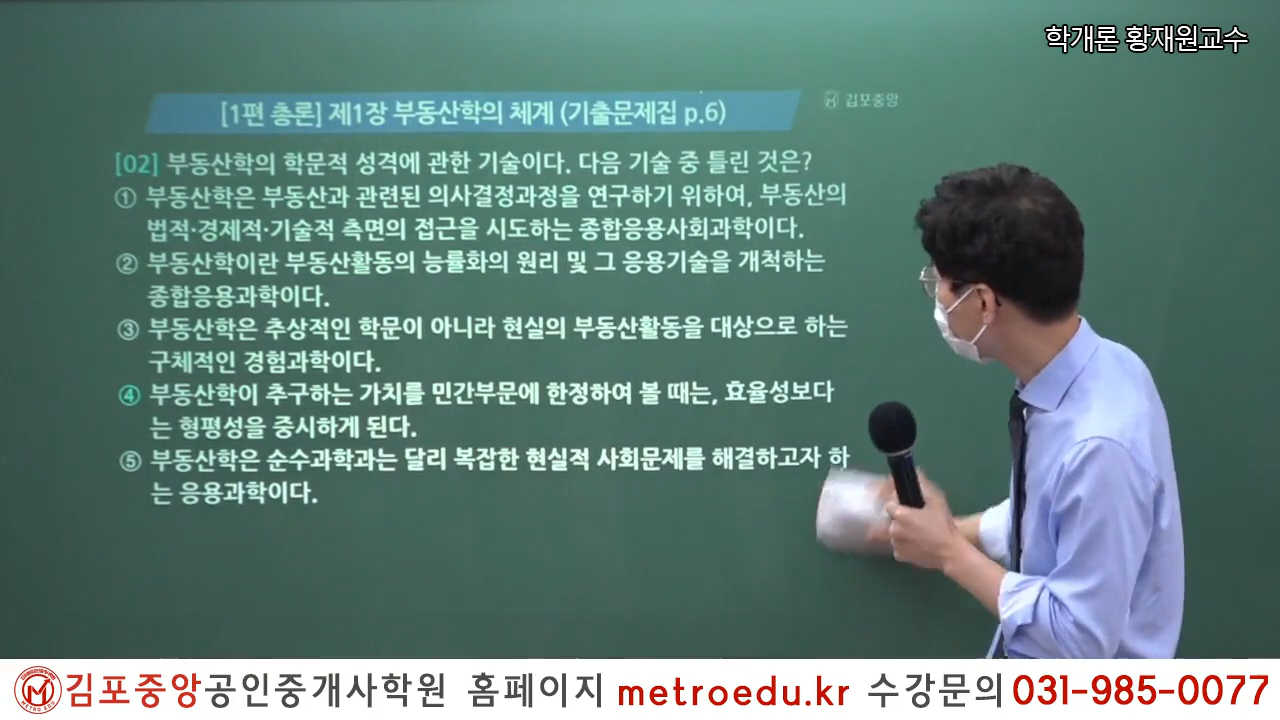 학개론 황재원교수
[1편 총론] 제1장 부동산학의 체계 (기출문제집 p.6)
김포중앙
[02] 부동산학의 학문적 성격에 관한 기술이다. 다음 기술 중 틀린 것은?
① 부동산학은 부동산과 관련된 의사결정과정을 연구하기 위하여, 부동산의
법적·경제적·기술적 측면의 접근을 시도하는 종합응용사회과학이다.
② 부동산학이란 부동산활동의 능률화의 원리 및 그 응용기술을 개척하는
종합응용과학이다.
③ 부동산학은 추상적인 학문이 아니라 현실의 부동산활동을 대상으로 하는
구체적인 경험과학이다.
④ 부동산학이 추구하는 가치를 민간부문에 한정하여 볼 때는, 효율성보다
는 형평성을 중시하게 된다.
⑤ 부동산학은 순수과학과는 달리 복잡한 현실적 사회문제를 해결하고자 하
는 응용과학이다.
김포중앙공인중개사학원 홈페이지 metroedu.kr 수강문의 031-985-0077
METRO EDU